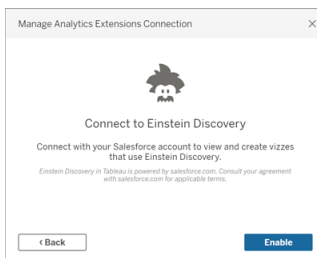 Manage Analytics Extensions Connection
Connect to Einstein Discovery
Connect with your Salesforce account to view and create vizzes
that use Einstein Discovery.
Einstein Discovery in Tableau is powered by salesforce.com. Consult your agreement
with salesforce.com for applicable terms.
Back
Enable